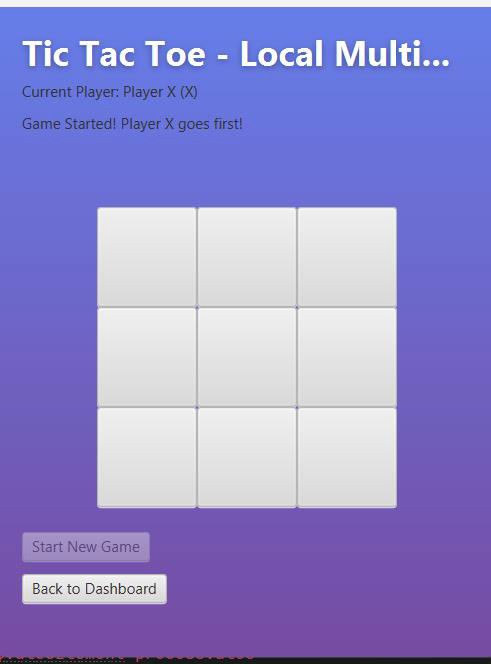 Tic Tac Toe - Local Multi...
Current Player: Player X (X)
Game Started! Player X goes first!
Start New Game
Back to Dashboard